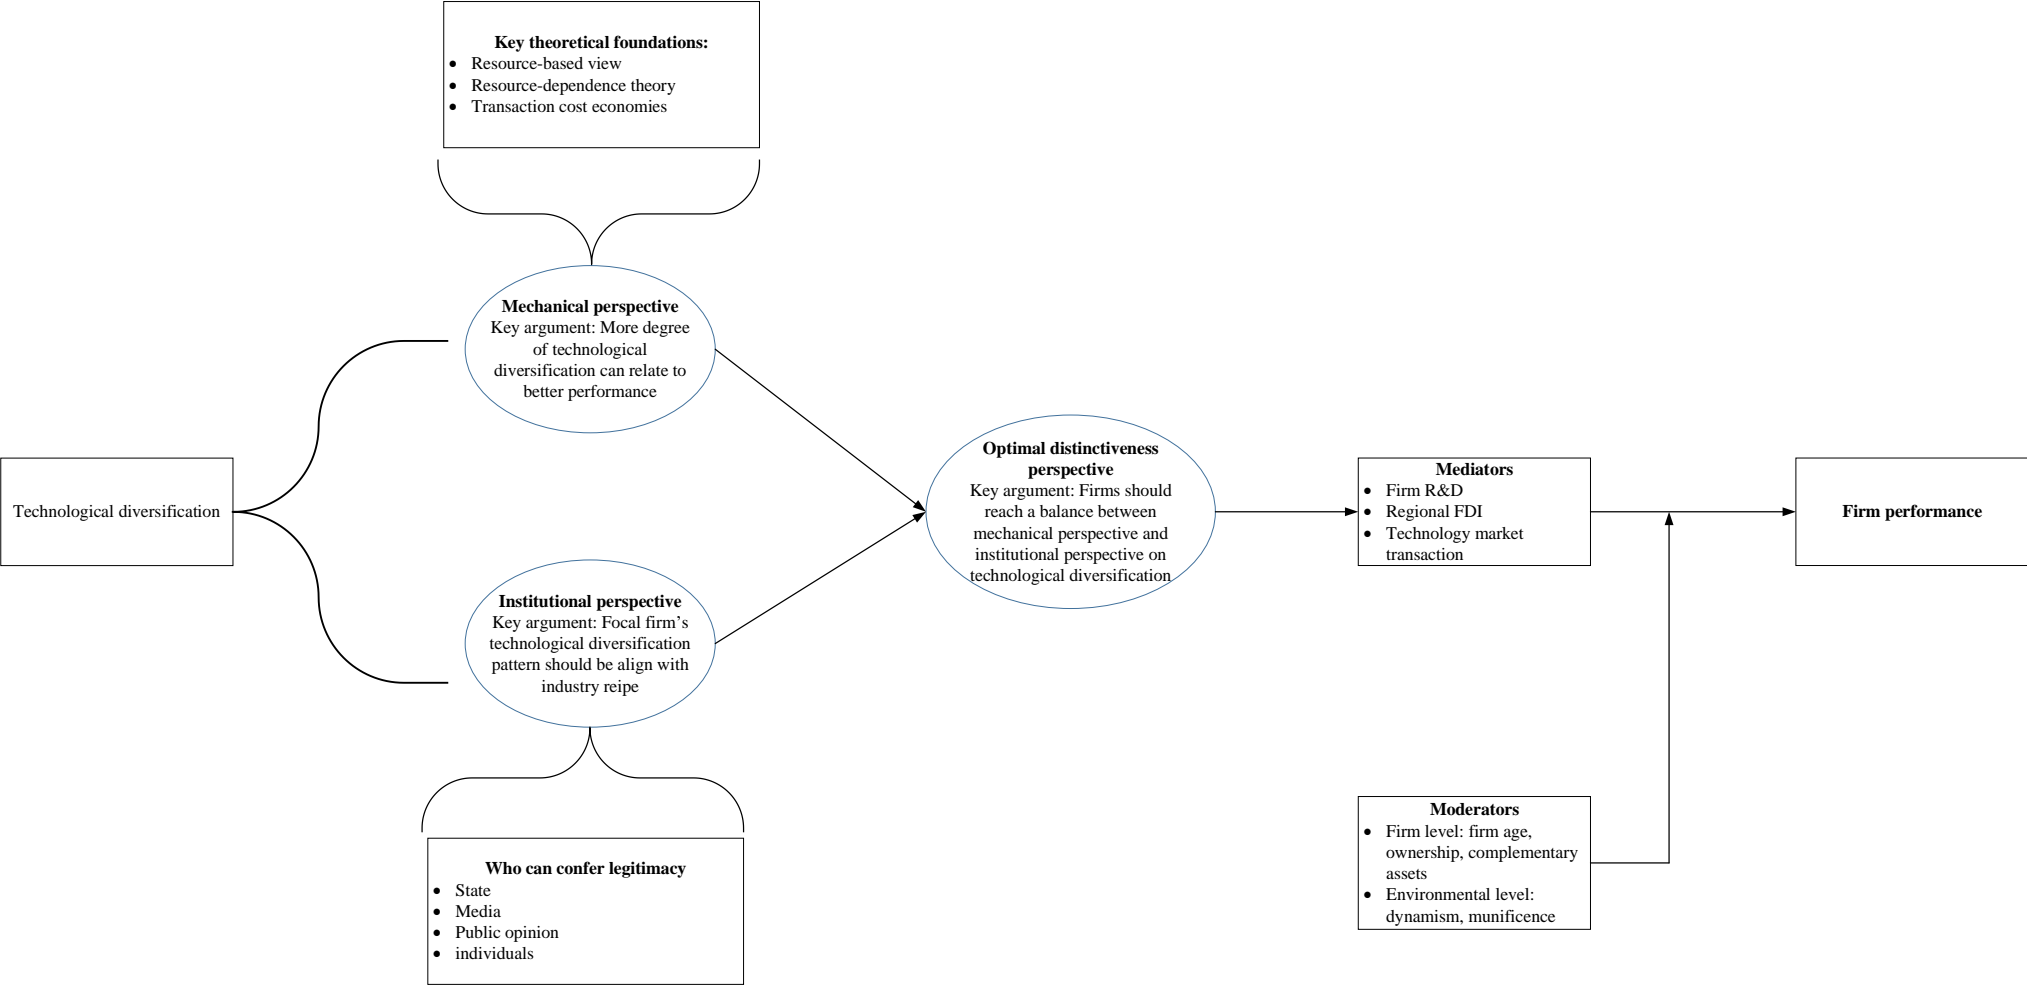 Key theoretical foundations:
• Resource-based view
• Resource-dependence theory
• Transaction cost economies
Mechanical perspective
Key argument: More degree
of technological
diversification can relate to
better performance
Technological diversification
Institutional perspective
Key argument: Focal firm’s
technological diversification
pattern should be align with
industry reipe
Who can confer legitimacy
• State
• Media
• Public opinion
• individuals
Optimal distinctiveness
perspective
Key argument: Firms should
reach a balance between
mechanical perspective and
institutional perspective on
technological diversification
Mediators
• Firm R&D
• Regional FDI
• Technology market
transaction
Moderators
• Firm level: firm age,
ownership, complementary
assets
• Environmental level:
dynamism, munificence
Firm performance